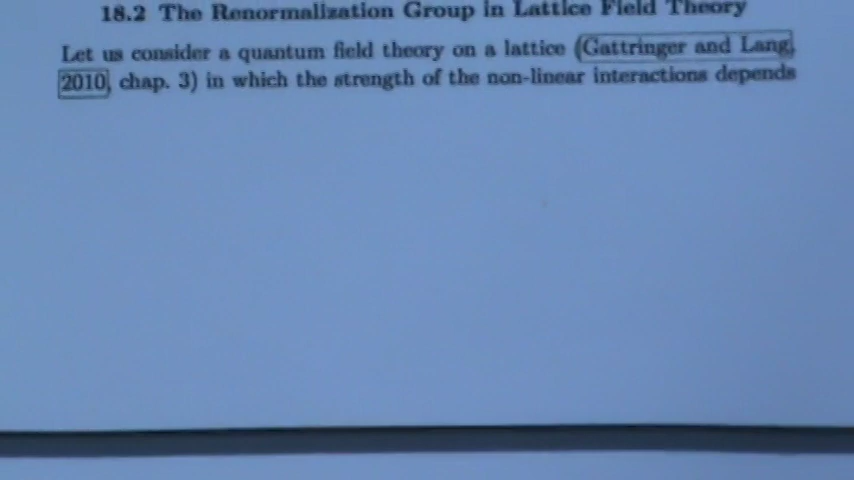 18.2 The Renormalization Group in Lattice Field Theory
Let us consider a quantum field theory on a lattice (Gattringer and Lang,
2010, chap. 3) in which the strength of the non-linear interactions depends